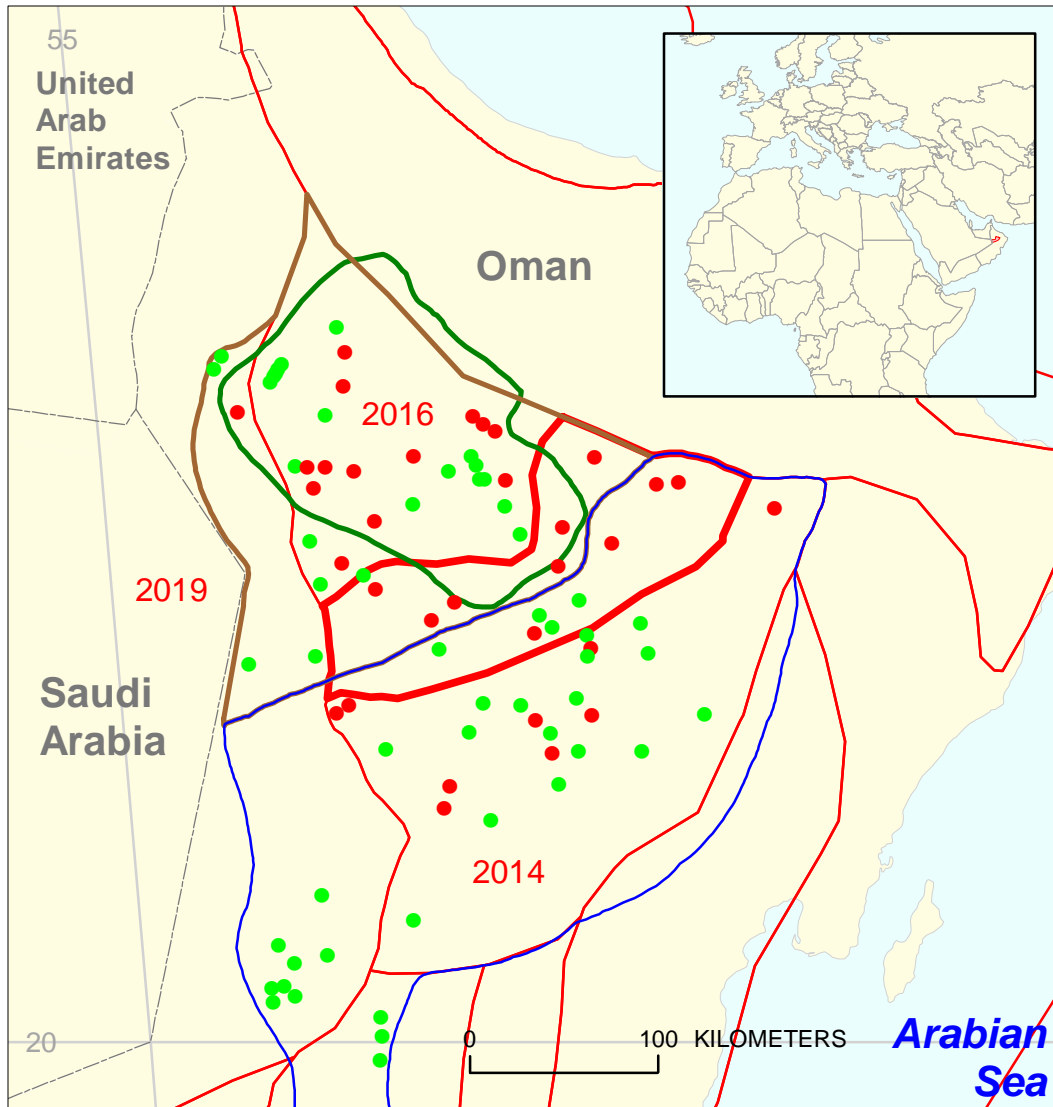 55
United
Arab
Emirates
Oman
2016
2019
Saudi
Arabia
2014
20
0
100 KILOMETERS
Arabian
Sea